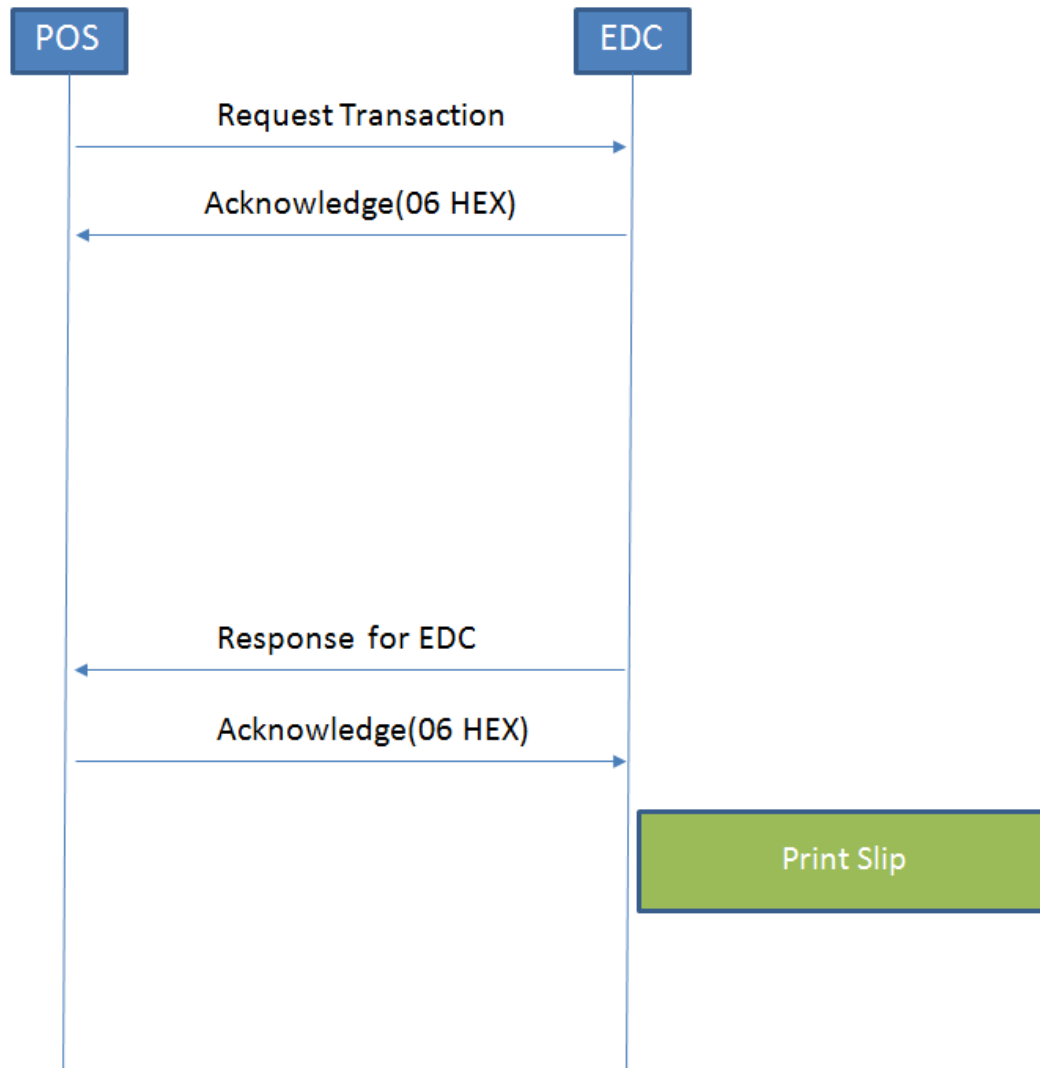 POS
EDC
Request Transaction
Acknowledge(06 HEX)
Response for EDC
Acknowledge(06 HEX)
Print Slip